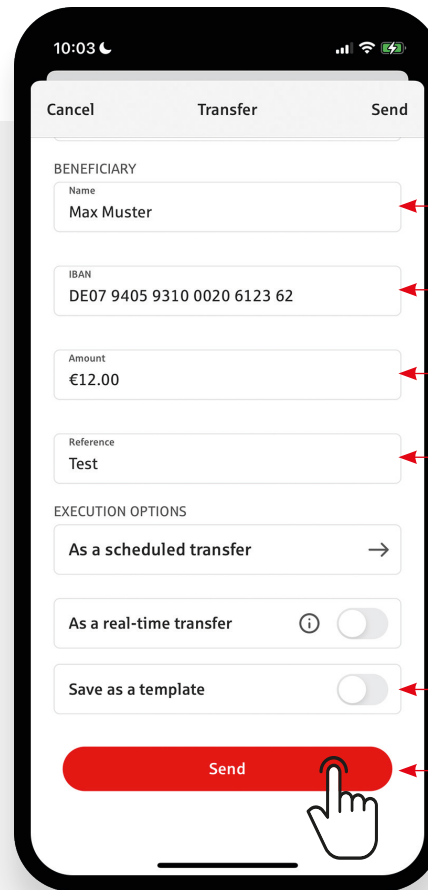 10:03
Cancel Transfer Send
BENEFICIARY
Name
Max Muster
IBAN
DE07 9405 9310 0020 6123 62
Amount
€12.00
Reference
Test
EXECUTION OPTIONS
As a scheduled transfer
As a real-time transfer
Save as a template
Send